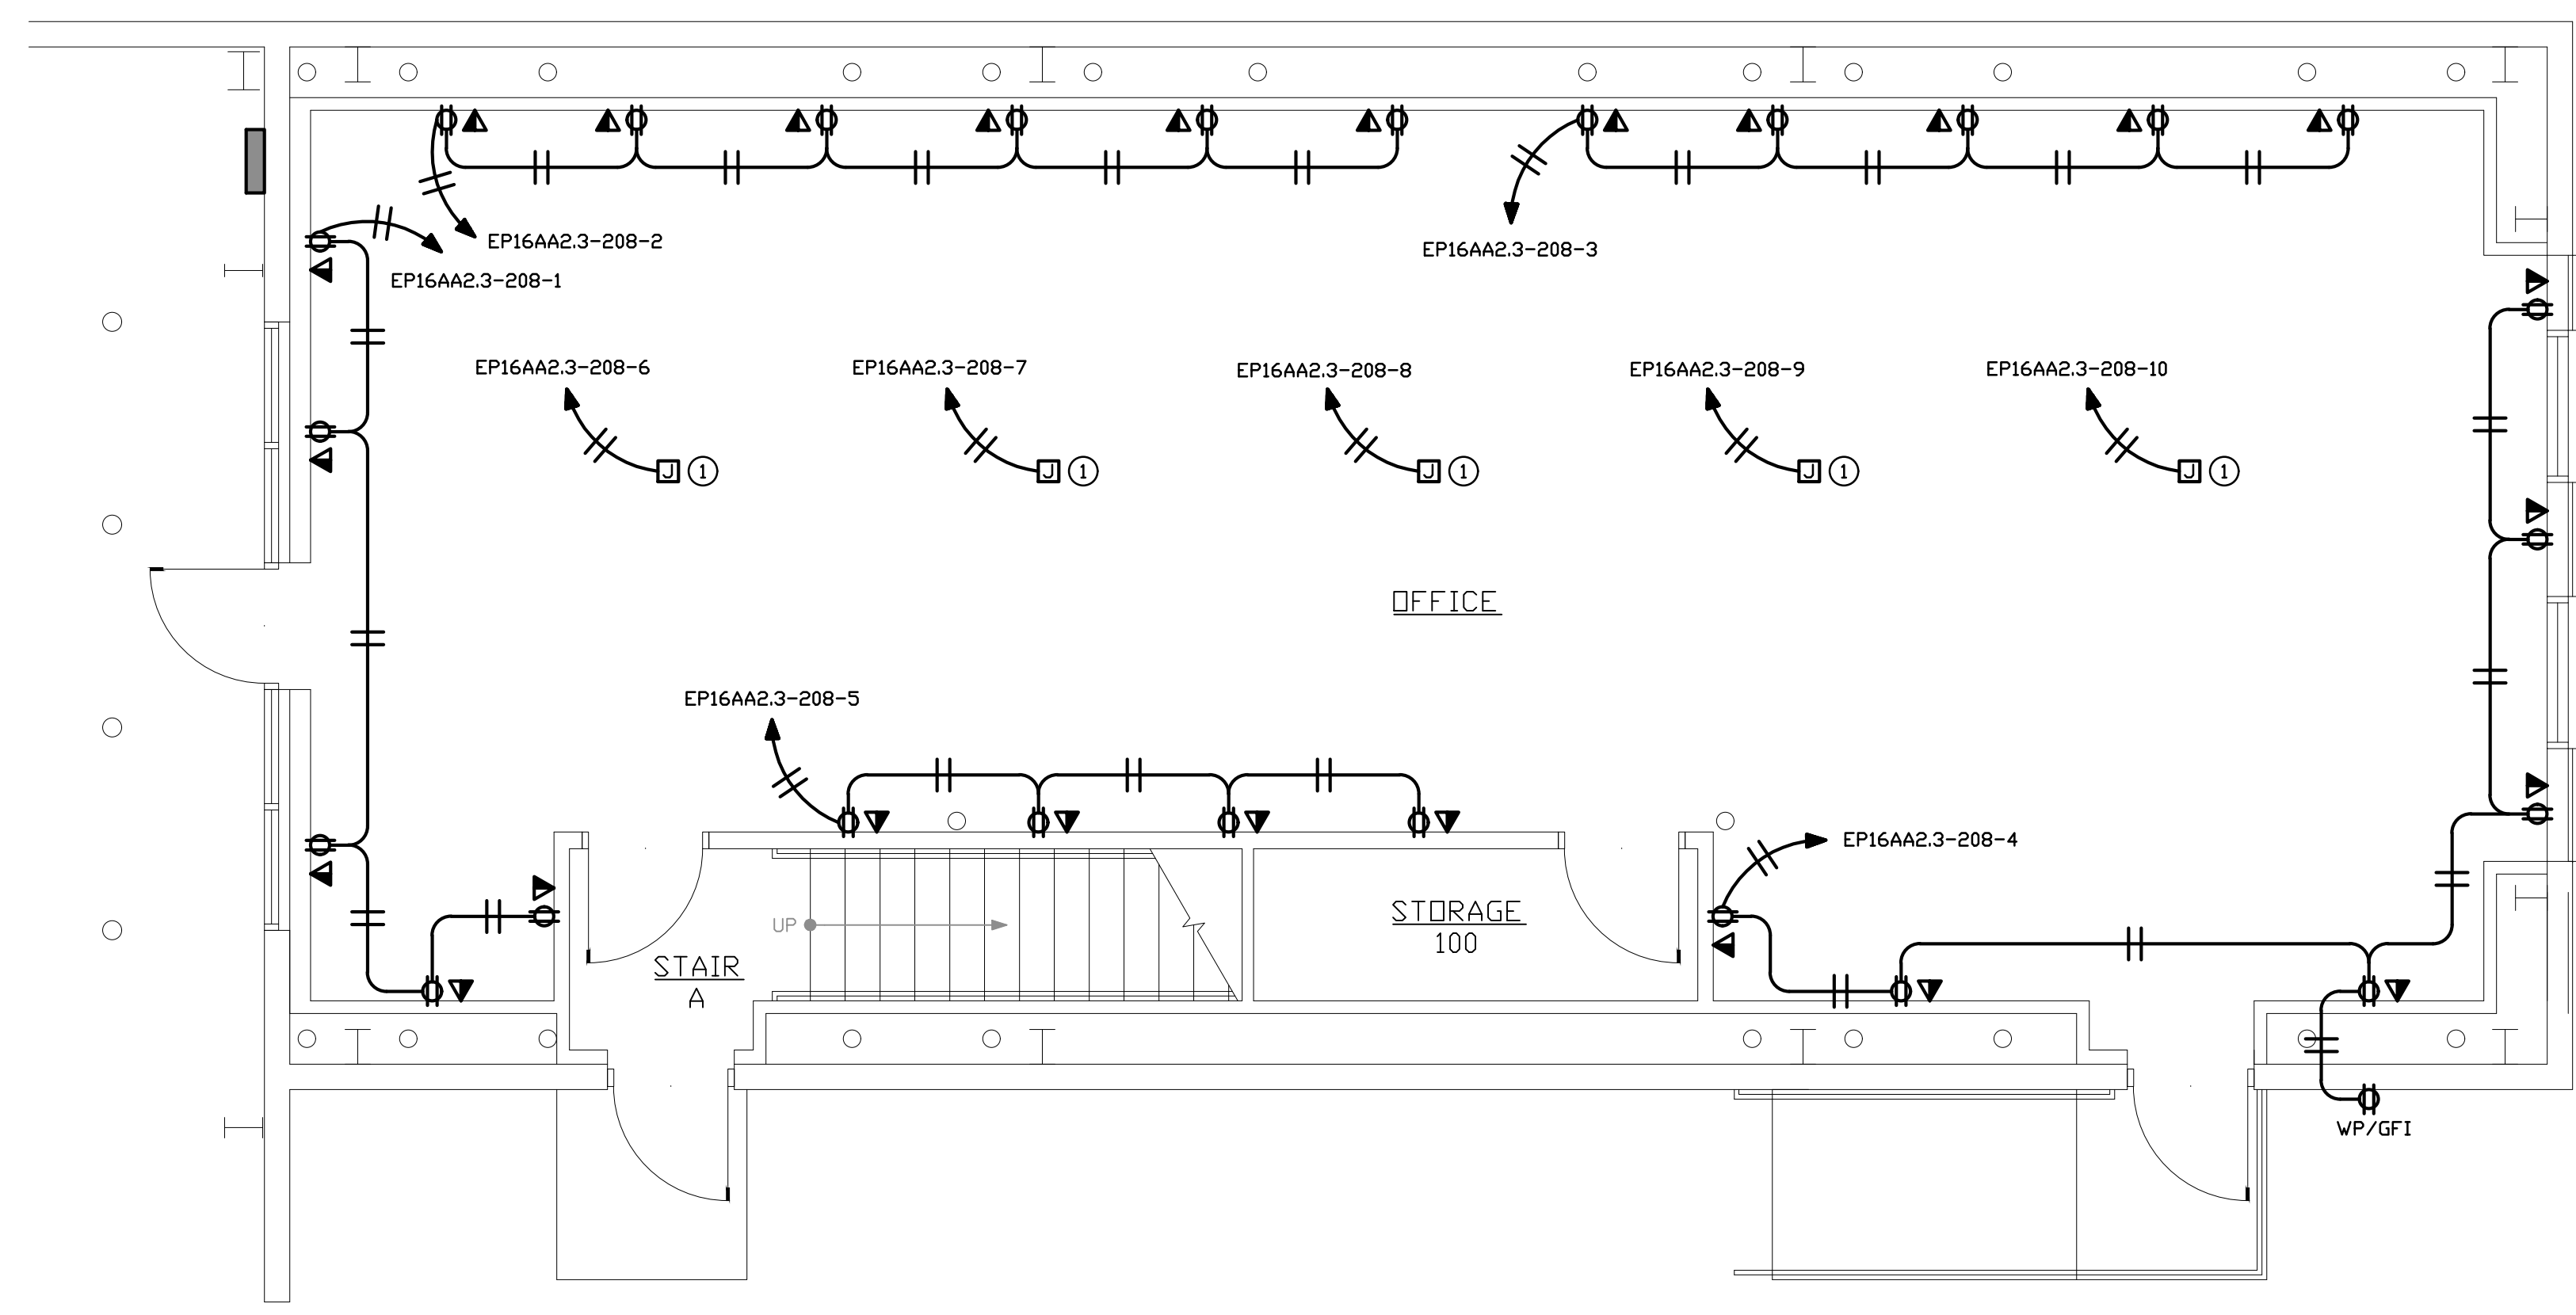 EP16AA2.3-208-2
EP16AA2.3-208-3
EP16AA2.3-208-1
EP16AA2.3-208-6
EP16AA2.3-208-7
EP16AA2.3-208-8
EP16AA2.3-208-9
EP16AA2.3-208-10
J 1
J 1
J 1
J 1
J 1
OFFICE
EP16AA2.3-208-5
EP16AA2.3-208-4
UP
STORAGE
100
STAIR
A
WP/GFI